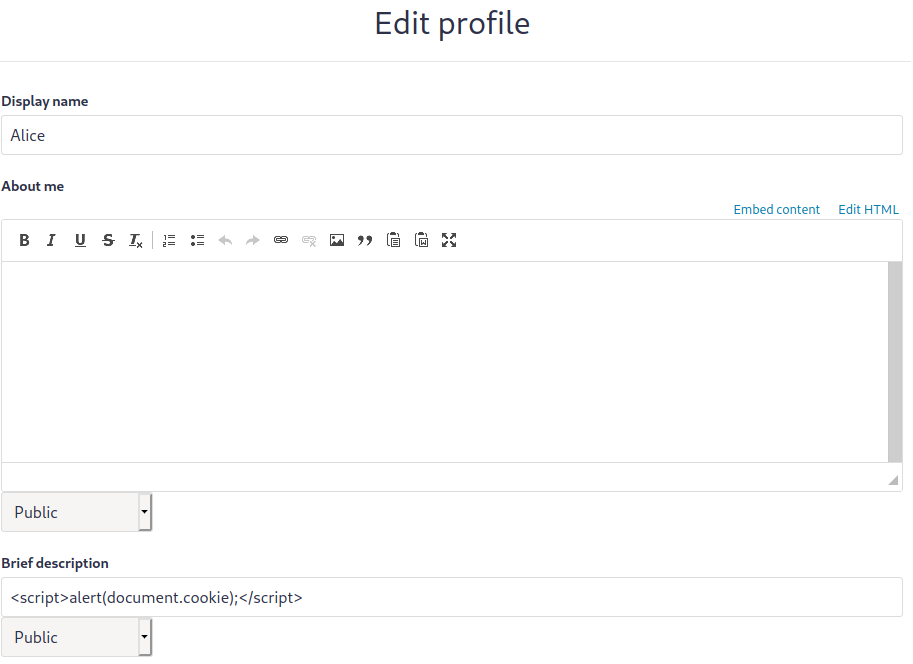 Edit profile
Display name
Alice
About me
Embed content Edit HTML
B I U S Tx
Public
Brief description
<script>alert(document.cookie);</script>
Public